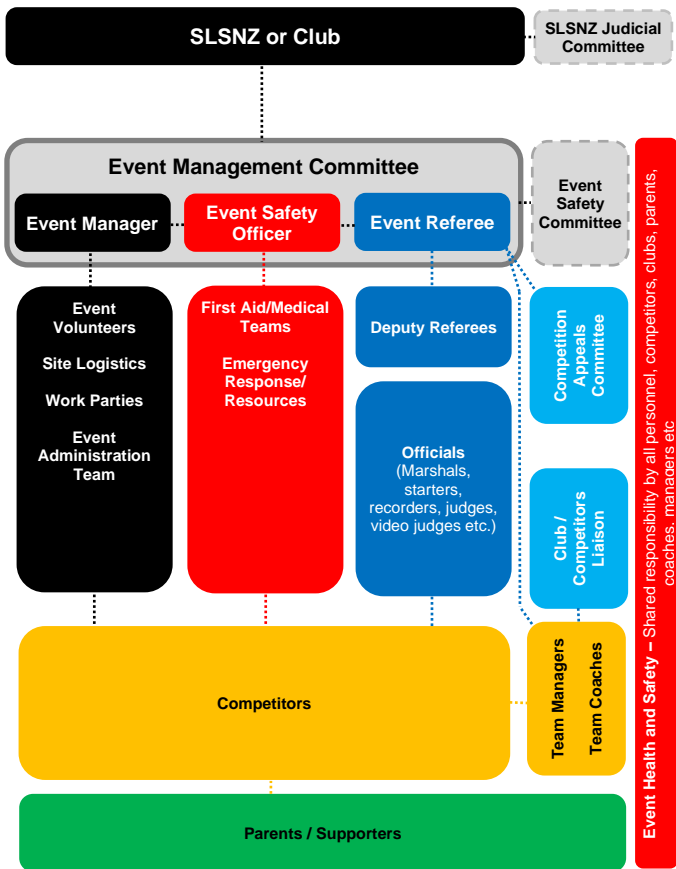 SLSNZ or Club
SLSNZ Judicial
Committee
Event Management Committee
Event Manager
Event Safety
Officer
Event Referee
Event
Safety
Committee
Event
Volunteers
Site Logistics
Work Parties
Event
Administration
Team
First Aid/Medical
Teams
Emergency
Response/
Resources
Deputy Referees
Officials
(Marshals,
starters,
recorders, judges,
video judges etc.)
Competition
Appeals
Committee
Club /
Competitors
Liaison
Competitors
Team Managers
Team Coaches
Parents / Supporters
Event Health and Safety – Shared responsibility by all personnel, competitors, clubs, parents,
coaches, managers etc